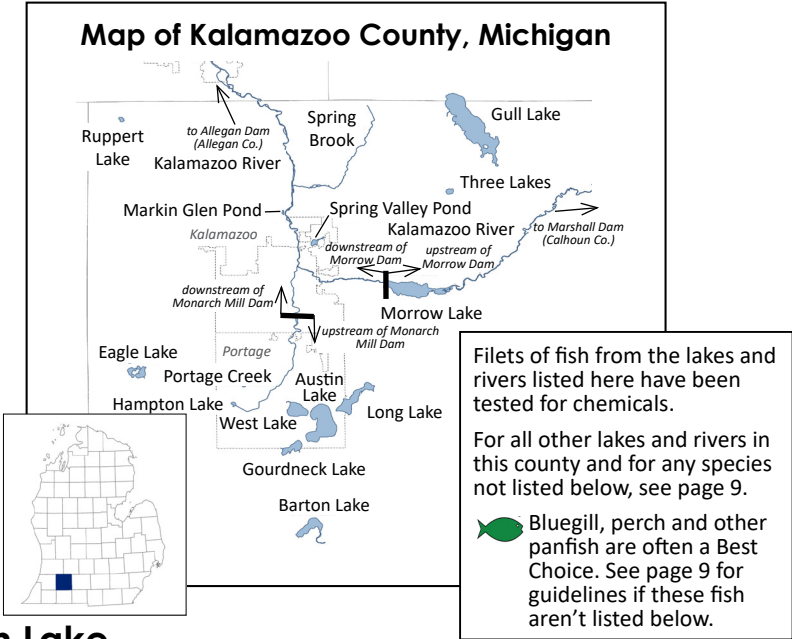 Map of Kalamazoo County, Michigan
Ruppert
Lake
to Allegan Dam
(Allegan Co.)
Kalamazoo River
Spring
Brook
Gull Lake
Three Lakes
Markin Glen Pond
Spring Valley Pond
Kalamazoo River
to Marshall Dam
(Calhoun Co.)
Kalamazoo
downstream of
Morrow Dam
upstream of
Morrow Dam
downstream of
Monarch Mill Dam
Morrow Lake
upstream of Monarch
Mill Dam
Eagle Lake
Portage
Portage Creek
Austin
Lake
Hampton Lake
West Lake
Long Lake
Gourdneck Lake
Barton Lake
Filets of fish from the lakes and
rivers listed here have been
tested for chemicals.
For all other lakes and rivers in
this county and for any species
not listed below, see page 9.
Bluegill, perch and other
panfish are often a Best
Choice. See page 9 for
guidelines if these fish
aren't listed below.
Lake